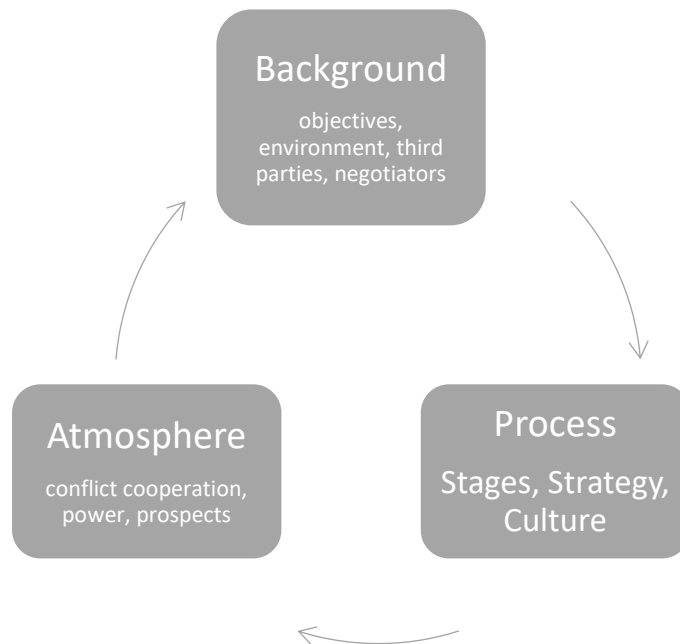 Background
objectives,
environment, third
parties, negotiators
Process
Stages, Strategy,
Culture
Atmosphere
conflict cooperation,
power, prospects